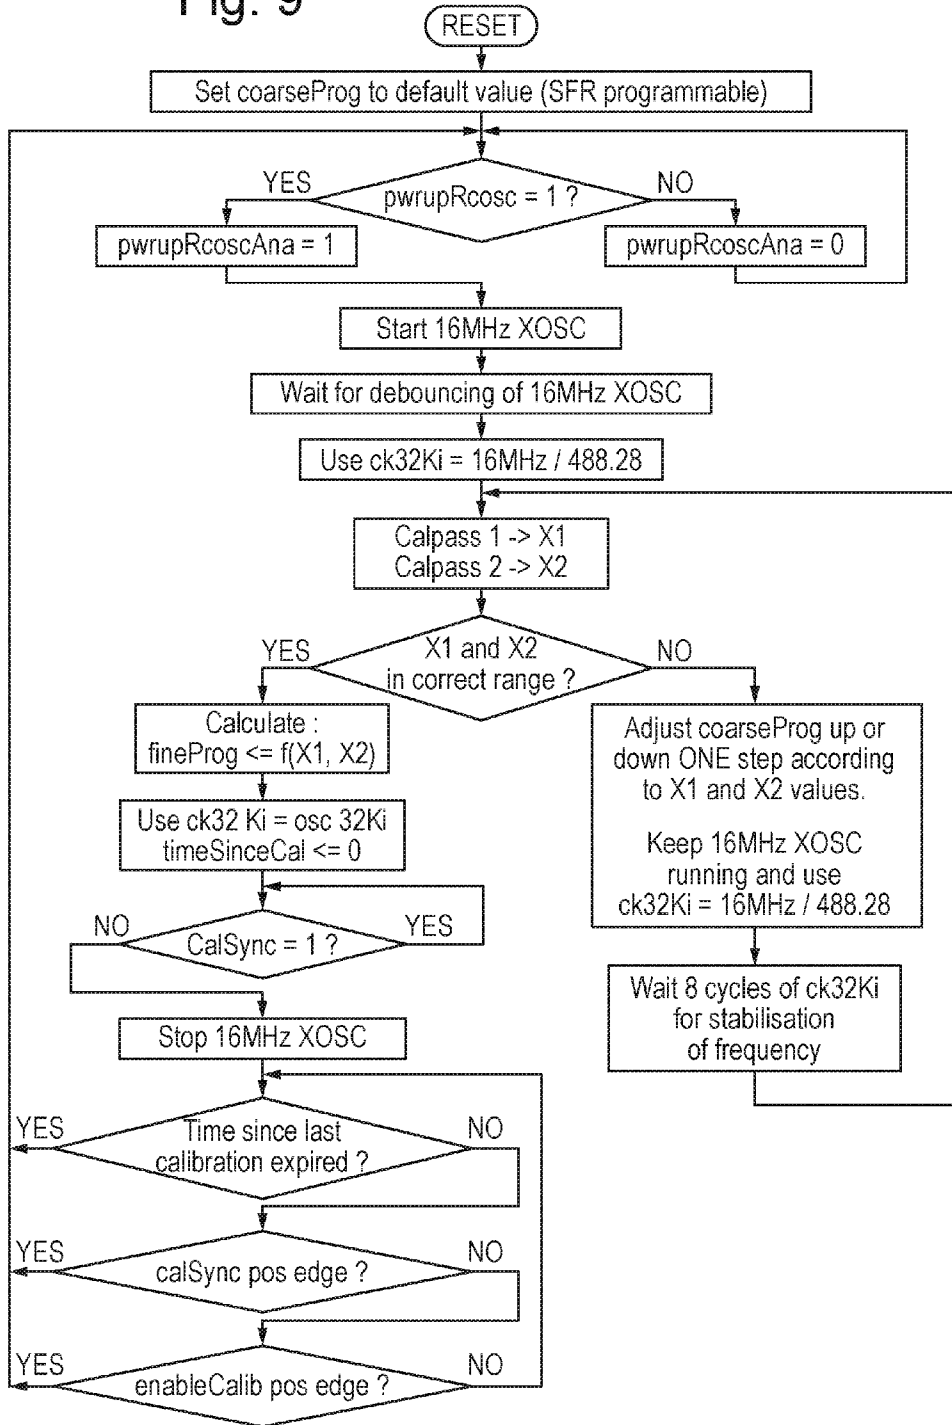 Fig. 9
RESET
Set coarseProg to default value (SFR programmable)
YES
pwrupRcosc = 1 ?
NO
pwrupRcoscAna = 1
pwrupRcoscAna = 0
Start 16MHz XOSC
Wait for debouncing of 16MHz XOSC
Use ck32Ki = 16MHz / 488.28
Calpass 1 -> X1
Calpass 2 -> X2
YES
X1 and X2
in correct range ?
NO
Calculate :
fineProg <= f(X1, X2)
Use ck32 Ki = osc 32Ki
timeSinceCal <= 0
NO
CalSync = 1 ?
YES
Stop 16MHz XOSC
Adjust coarseProg up or
down ONE step according
to X1 and X2 values.
Keep 16MHz XOSC
running and use
ck32Ki = 16MHz / 488.28
Wait 8 cycles of ck32Ki
for stabilisation
of frequency
YES
Time since last
calibration expired ?
NO
YES
calSync pos edge ?
NO
YES
enableCalib pos edge ?
NO